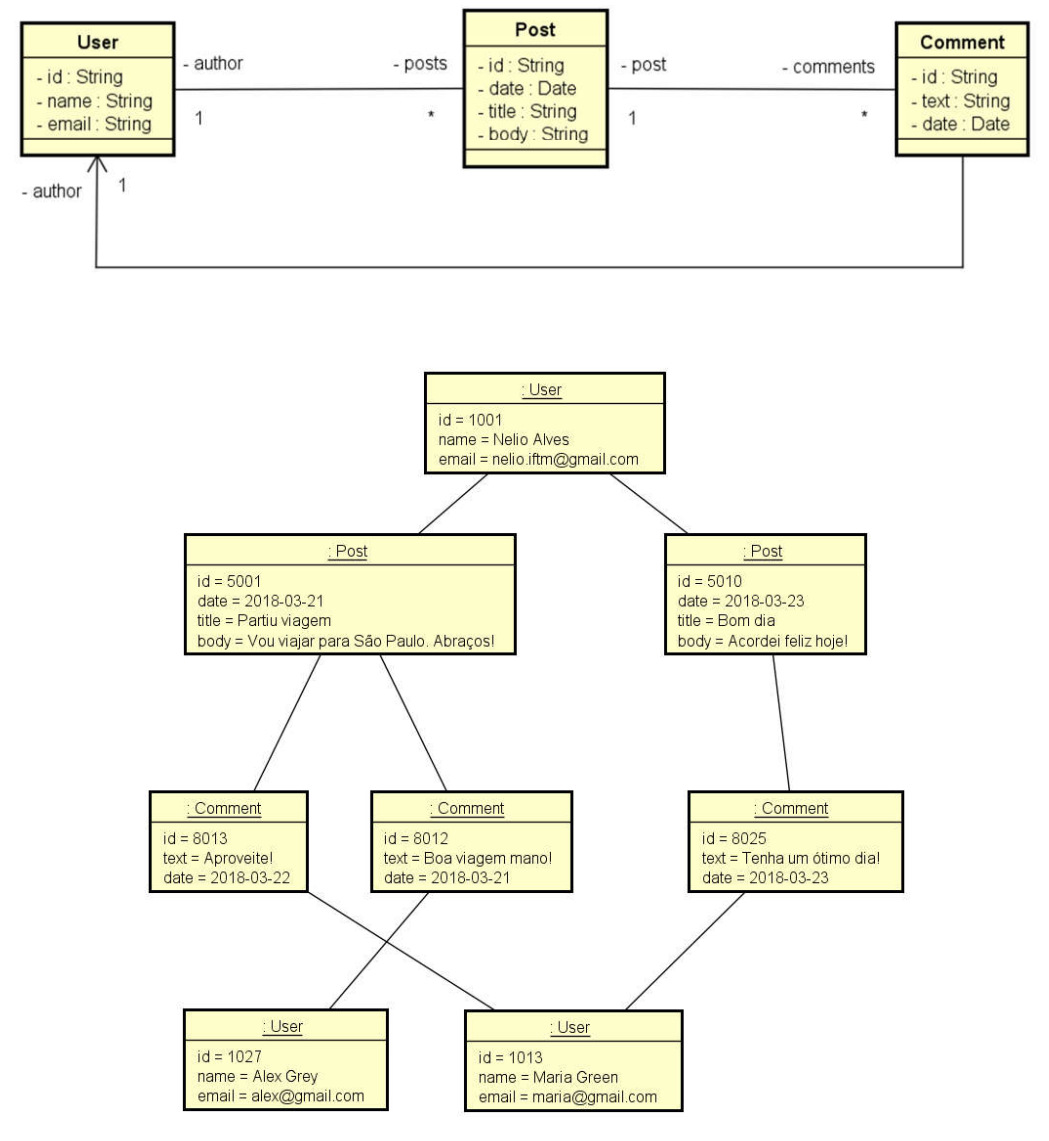 User
- id : String
- name : String
- email : String
- author
1
- posts
*
Post
- id : String
- date : Date
- title : String
- body : String
- post
1
- comments
*
Comment
- id : String
- text : String
- date : Date
- author
1
: User
id = 1001
name = Nelio Alves
email = nelio.iftm@gmail.com
: Post
id = 5001
date = 2018-03-21
title = Partiu viagem
body = Vou viajar para São Paulo. Abraços!
: Post
id = 5010
date = 2018-03-23
title = Bom dia
body = Acordei feliz hoje!
: Comment
id = 8013
text = Aproveite!
date = 2018-03-22
: Comment
id = 8012
text = Boa viagem mano!
date = 2018-03-21
: Comment
id = 8025
text = Tenha um ótimo dia!
date = 2018-03-23
: User
id = 1027
name = Alex Grey
email = alex@gmail.com
: User
id = 1013
name = Maria Green
email = maria@gmail.com